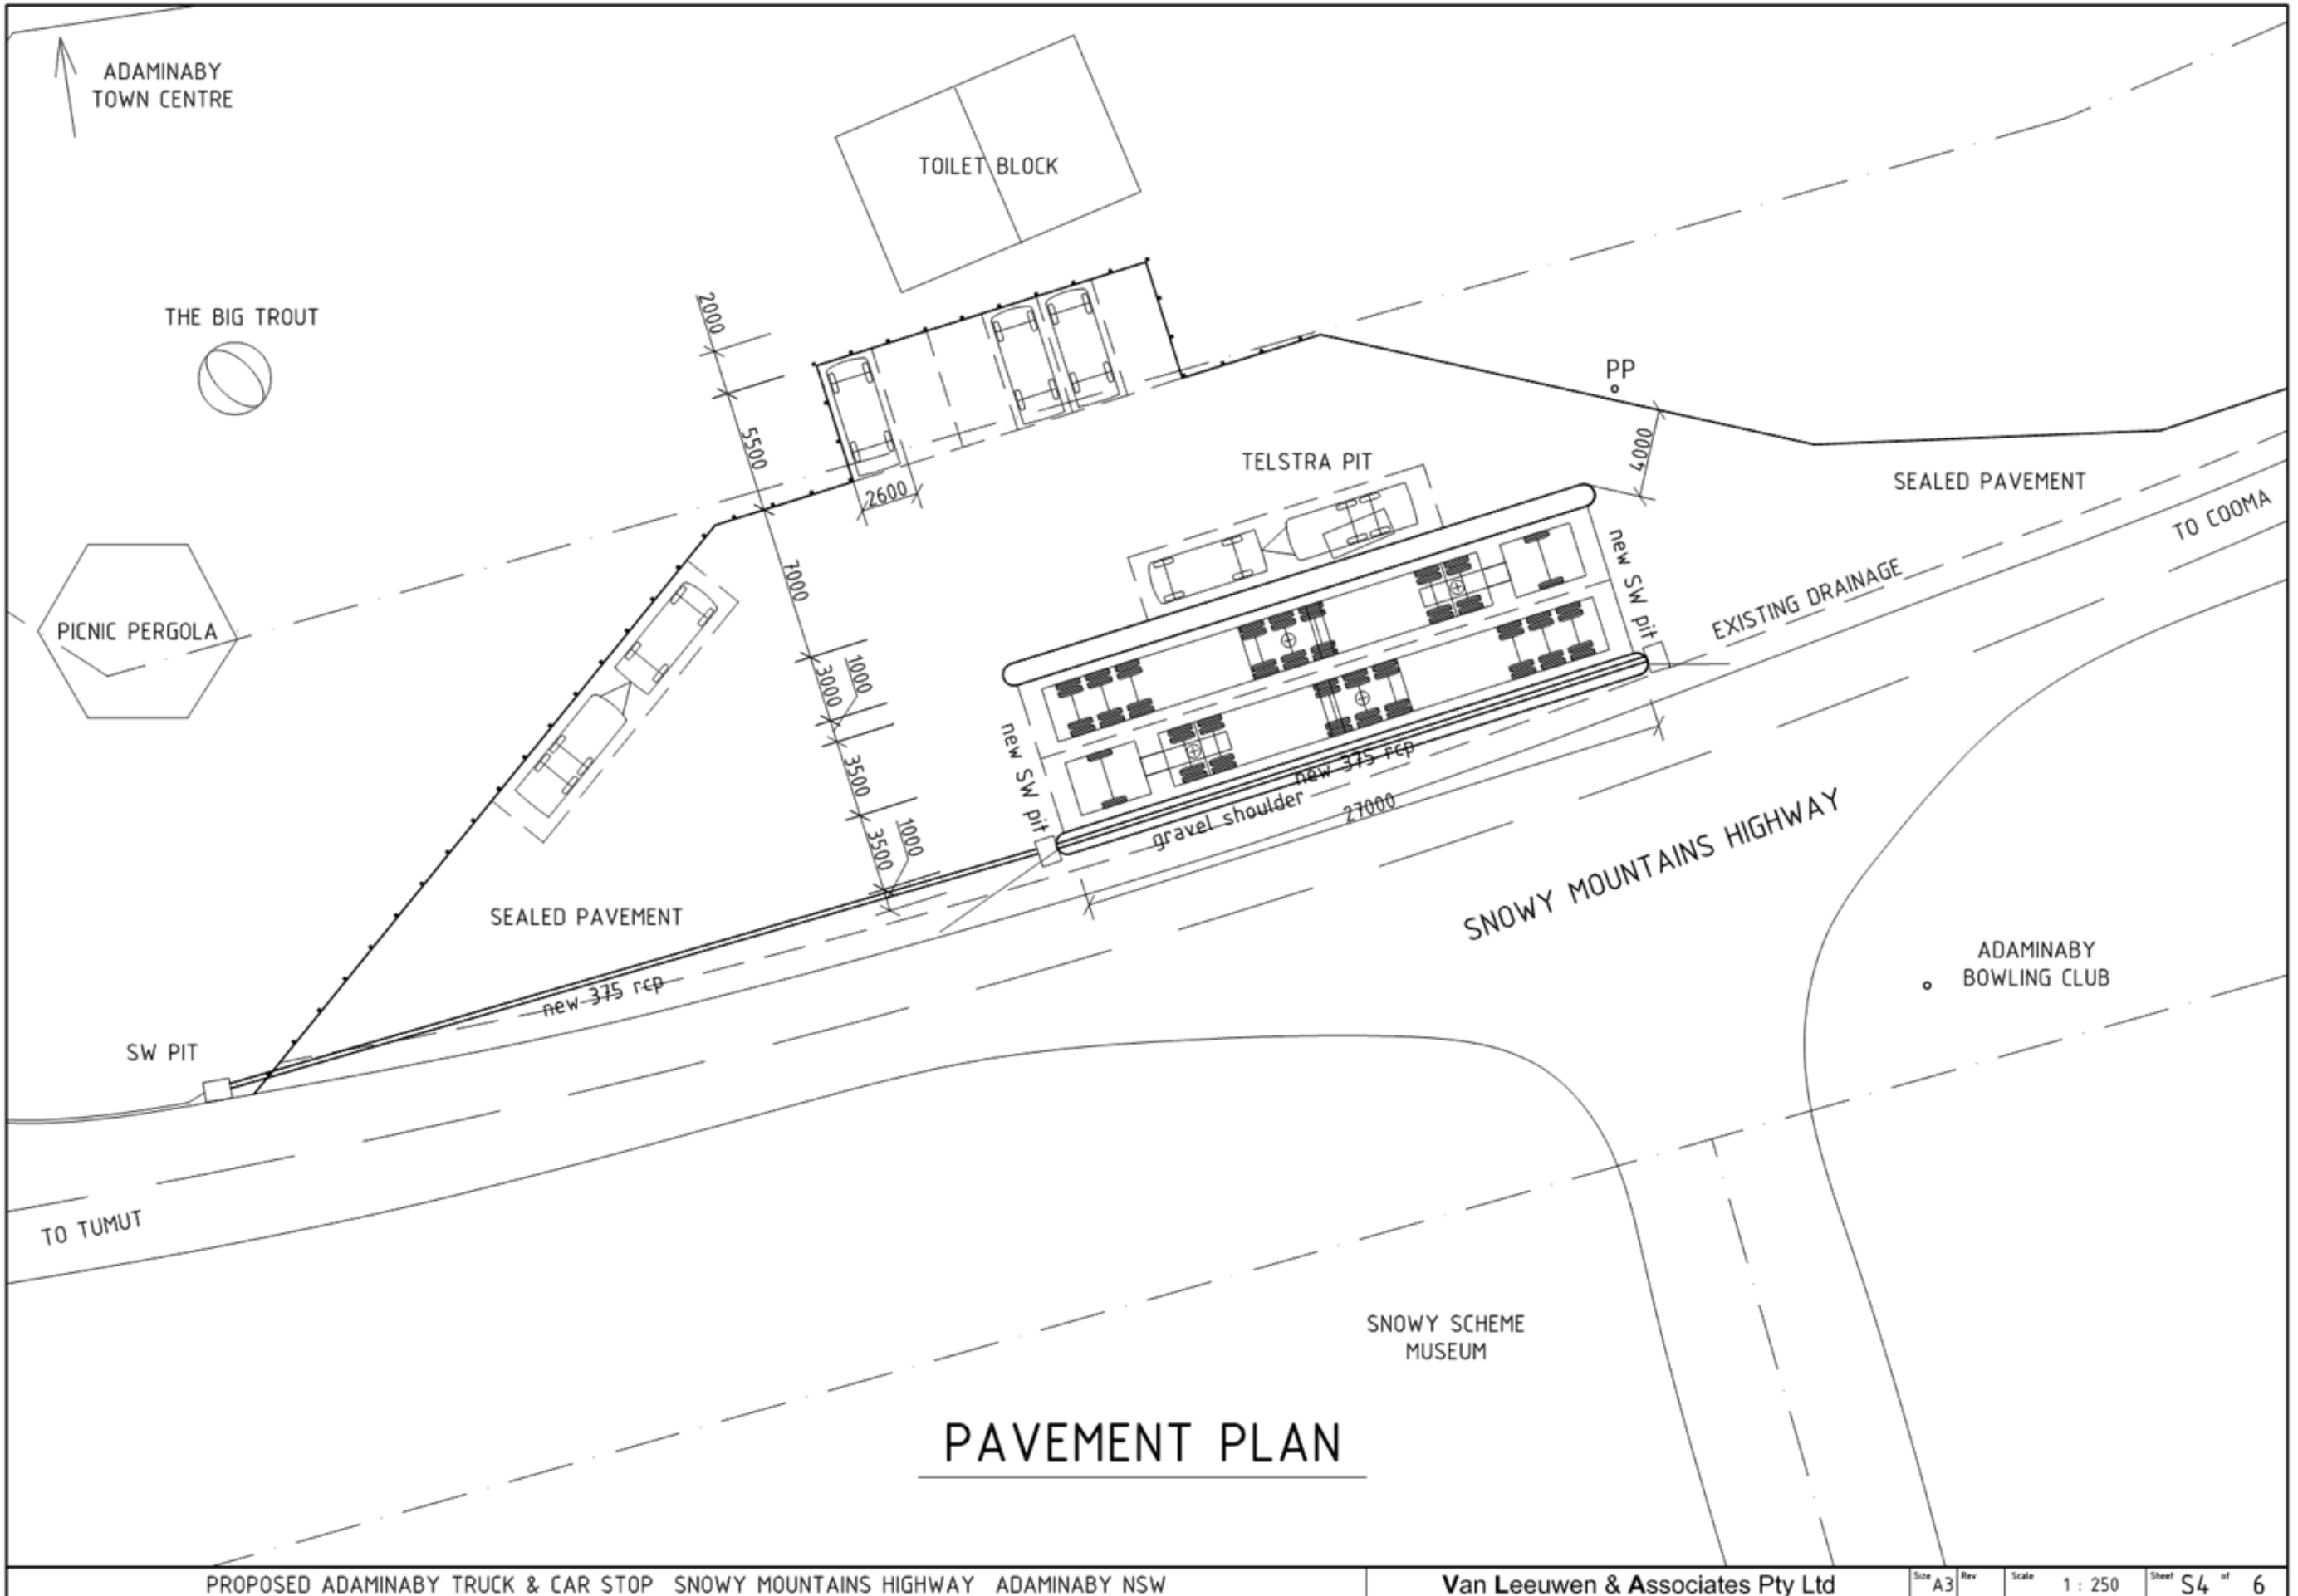 ADAMINABY
TOWN CENTRE
TOILET BLOCK
THE BIG TROUT
2000
PP
5500
4000
TELSTRA PIT
2600
SEALED PAVEMENT
TO COOMA
7000
new SW pit
EXISTING DRAINAGE
PICNIC PERGOLA
1000
3000
new SW pit
3500
new 375 rcp
27000
gravel shoulder
1000
3500
SNOWY MOUNTAINS HIGHWAY
SEALED PAVEMENT
ADAMINABY
BOWLING CLUB
new 375 rcp
SW PIT
TO TUMUT
SNOWY SCHEME
MUSEUM
PAVEMENT PLAN
PROPOSED ADAMINABY TRUCK & CAR STOP SNOWY MOUNTAINS HIGHWAY ADAMINABY NSW
Van Leeuwen & Associates Pty Ltd
Size A3
Rev
Scale 1 : 250
Sheet S4 of 6